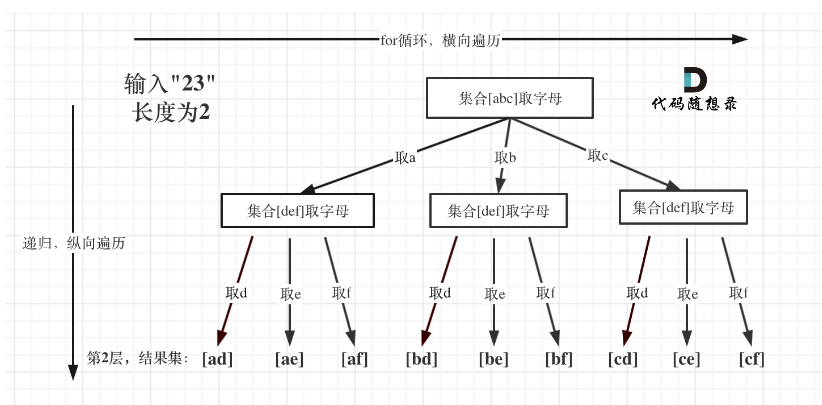 for循环，横向遍历
输入"23"
长度为2
集合[abc]取字母
代码随想录
取a
取b
取c
集合[def]取字母
集合[def]取字母
集合[def]取字母
递归，纵向遍历
取d
取e
取f
取d
取e
取f
取d
取e
取f
第2层，结果集：
[ad]
[ae]
[af]
[bd]
[be]
[bf]
[cd]
[ce]
[cf]